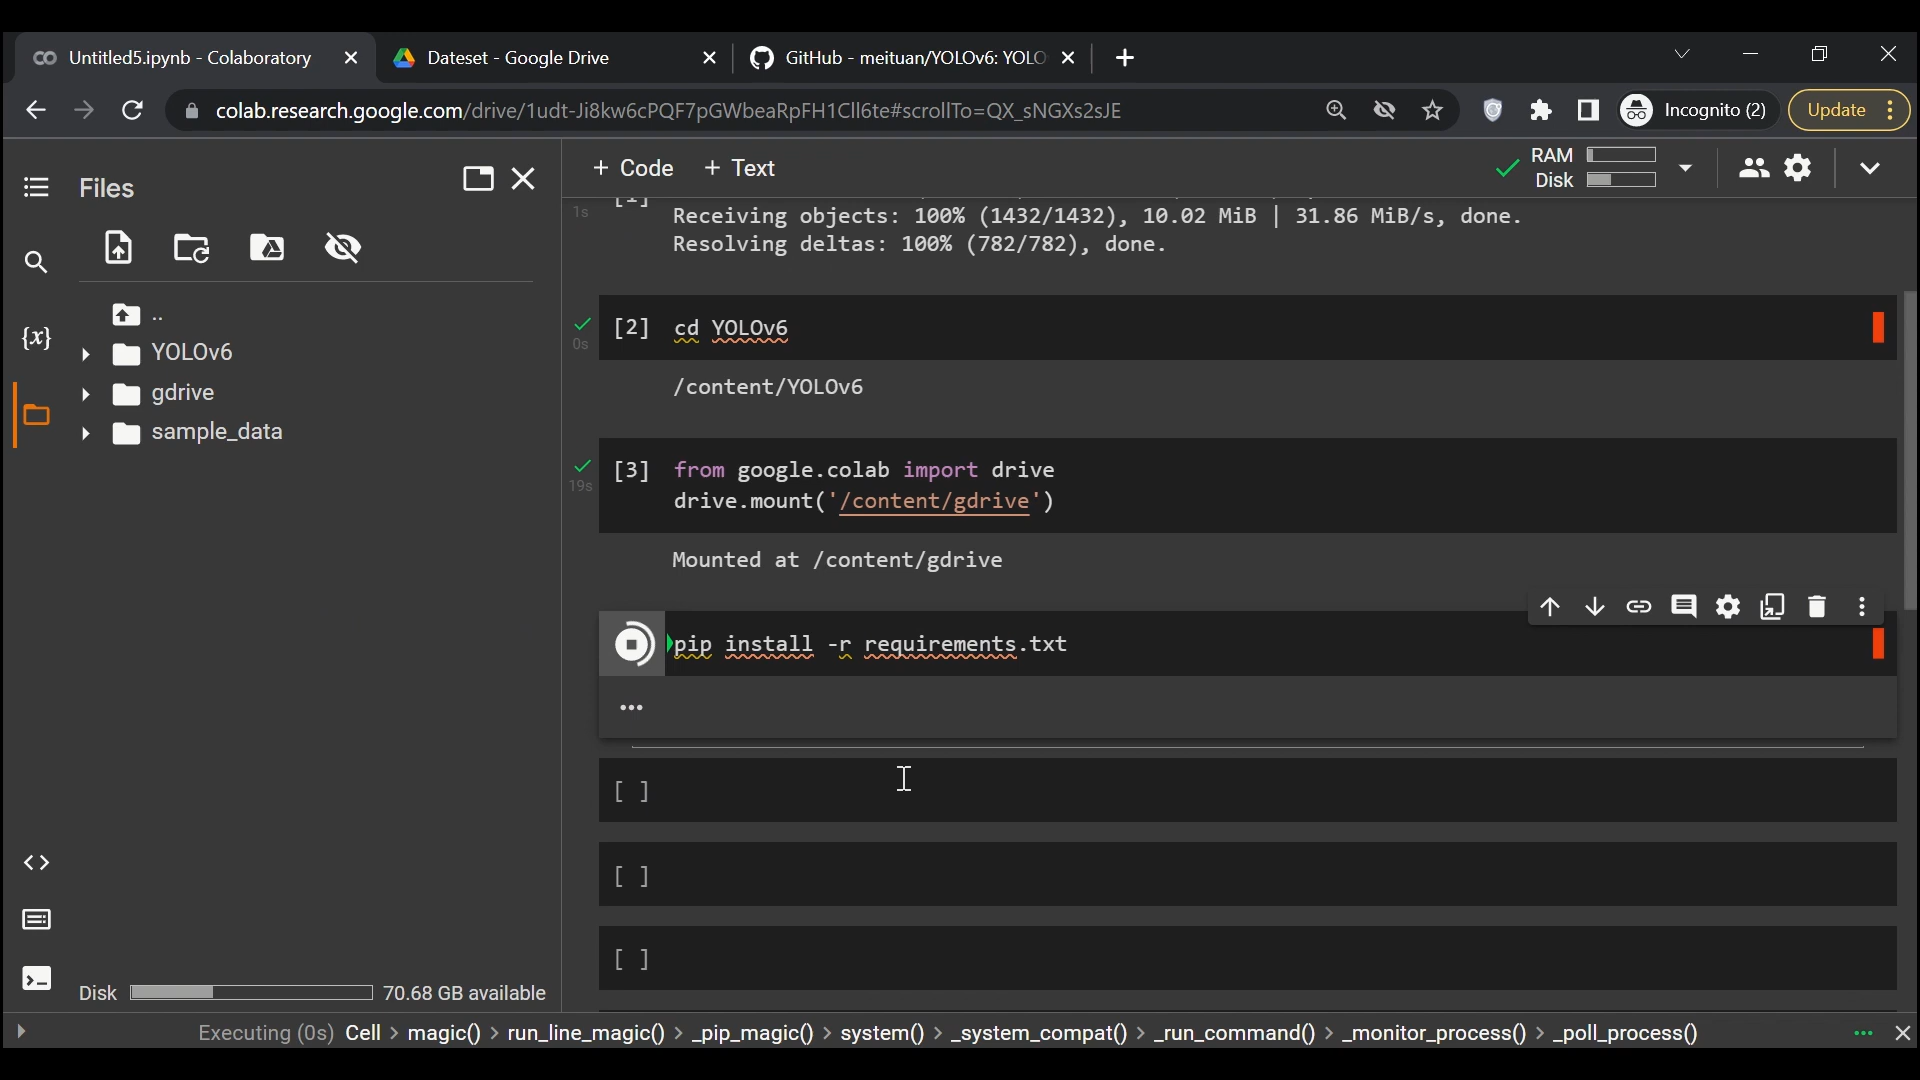 Untitled5.ipynb - Colaboratory
Dateset - Google Drive
GitHub - meituan/YOLOv6: YOLO
colab.research.google.com/drive/1udt-Ji8kw6cPQF7pGWbeaRpFH1Cll6te#scrollTo=QX_sNGXs2sJE
Incognito (2)
Update
Files
+ Code + Text
RAM
Disk
{x}
..
YOLOv6
gdrive
sample_data
1s
[1]
Receiving objects: 100% (1432/1432), 10.02 MiB | 31.86 MiB/s, done.
Resolving deltas: 100% (782/782), done.
[2] cd YOLOv6
0s
/content/YOLOv6
[3] from google.colab import drive
19s
drive.mount('/content/gdrive')
Mounted at /content/gdrive
pip install -r requirements.txt
[ ]
[ ]
[ ]
Disk 70.68 GB available
Executing (0s) Cell > magic() > run_line_magic() > _pip_magic() > system() > _system_compat() > _run_command() > _monitor_process() > _poll_process()